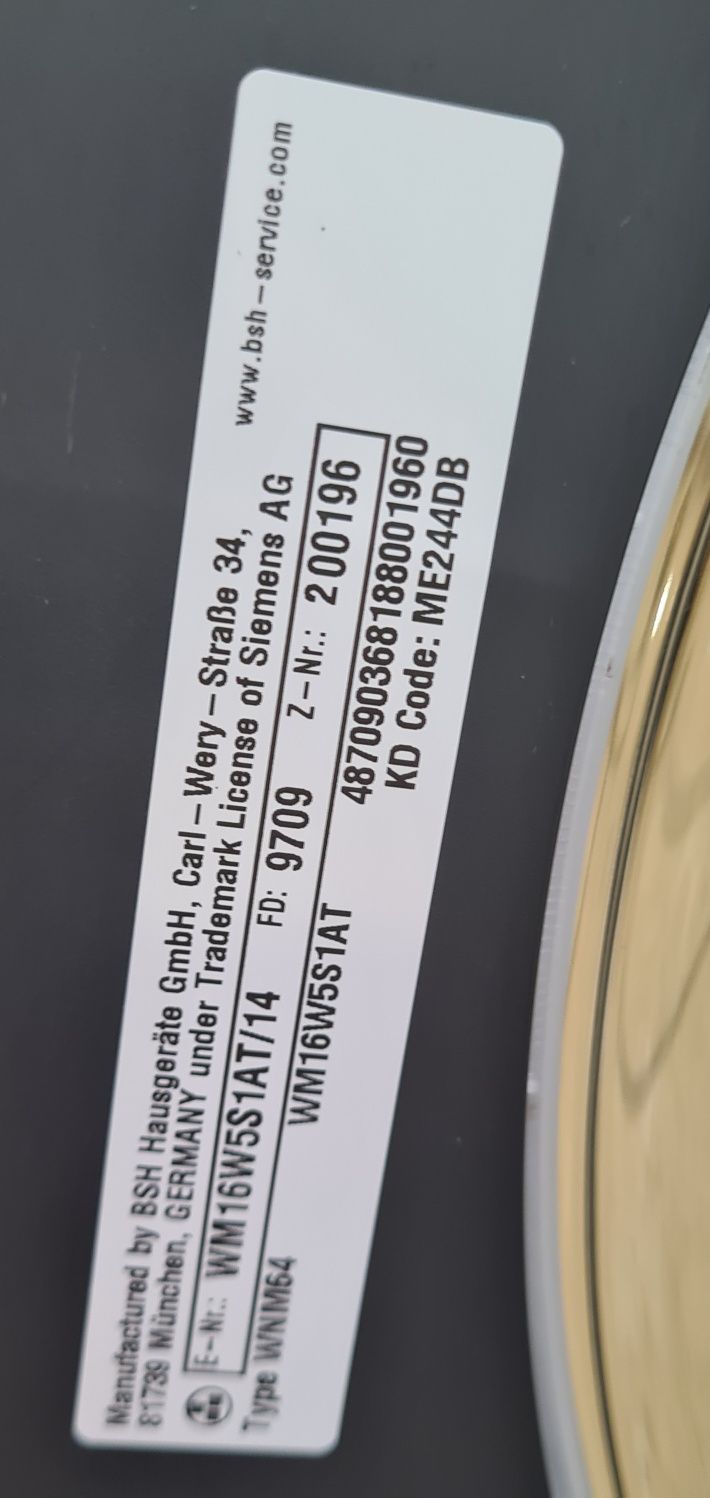 www.bsh-service.com
Manufactured by BSH Hausgeräte GmbH, Carl-Wery-Straße 34,
81739 München, GERMANY under Trademark License of Siemens AG
E-Nr.: WM16W5S1AT/14 FD: 9709 Z-Nr.: 200196
Type WNM64 WM16W5S1AT 487090368188001960
KD Code: ME244DB